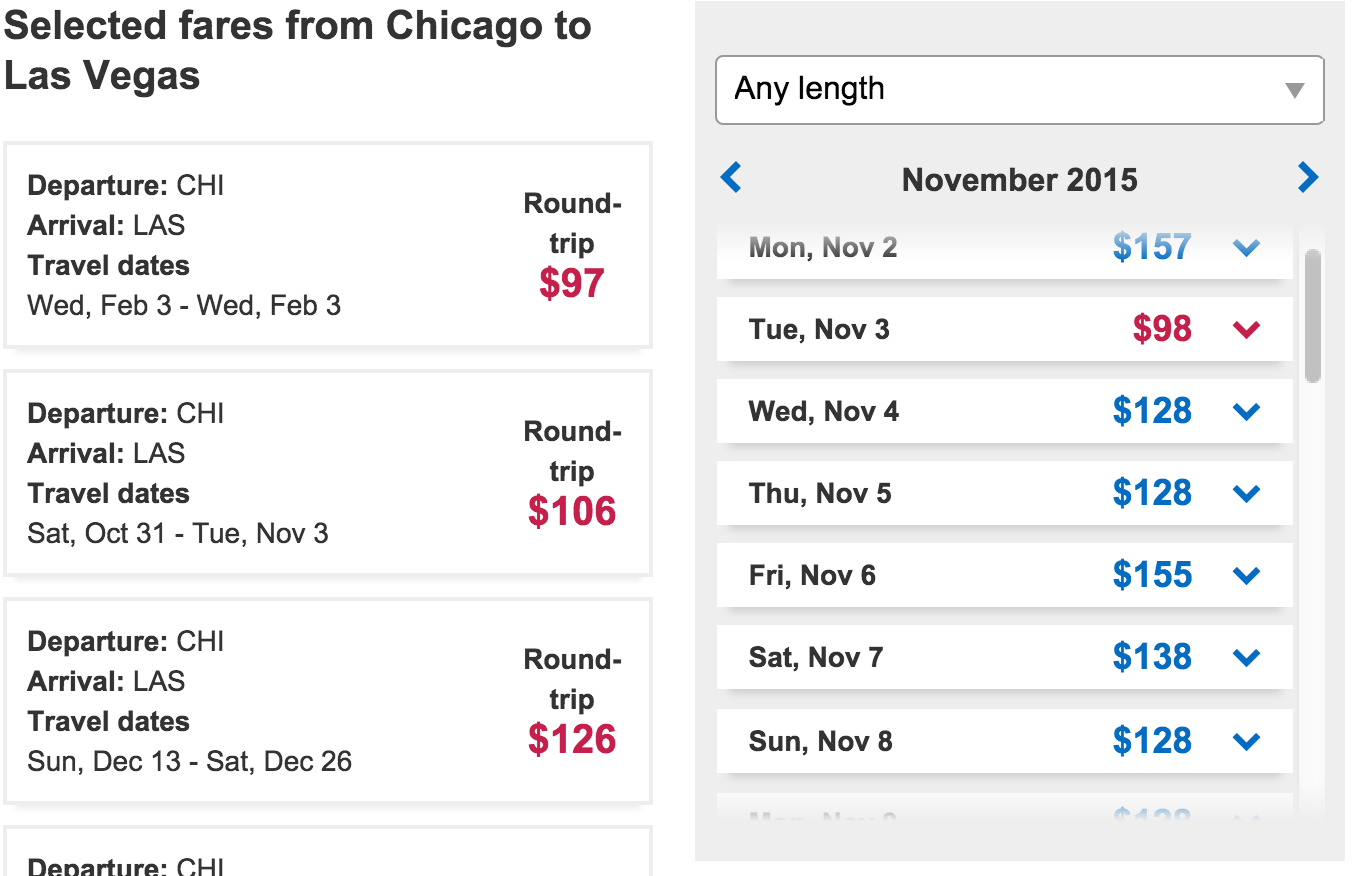 Selected fares from Chicago to
Las Vegas
Departure: CHI
Arrival: LAS
Travel dates
Wed, Feb 3 - Wed, Feb 3
Round-
trip
$97
Departure: CHI
Arrival: LAS
Travel dates
Sat, Oct 31 - Tue, Nov 3
Round-
trip
$106
Departure: CHI
Arrival: LAS
Travel dates
Sun, Dec 13 - Sat, Dec 26
Round-
trip
$126
Departure: CHI
Any length
November 2015
Mon, Nov 2 $157
Tue, Nov 3 $98
Wed, Nov 4 $128
Thu, Nov 5 $128
Fri, Nov 6 $155
Sat, Nov 7 $138
Sun, Nov 8 $128